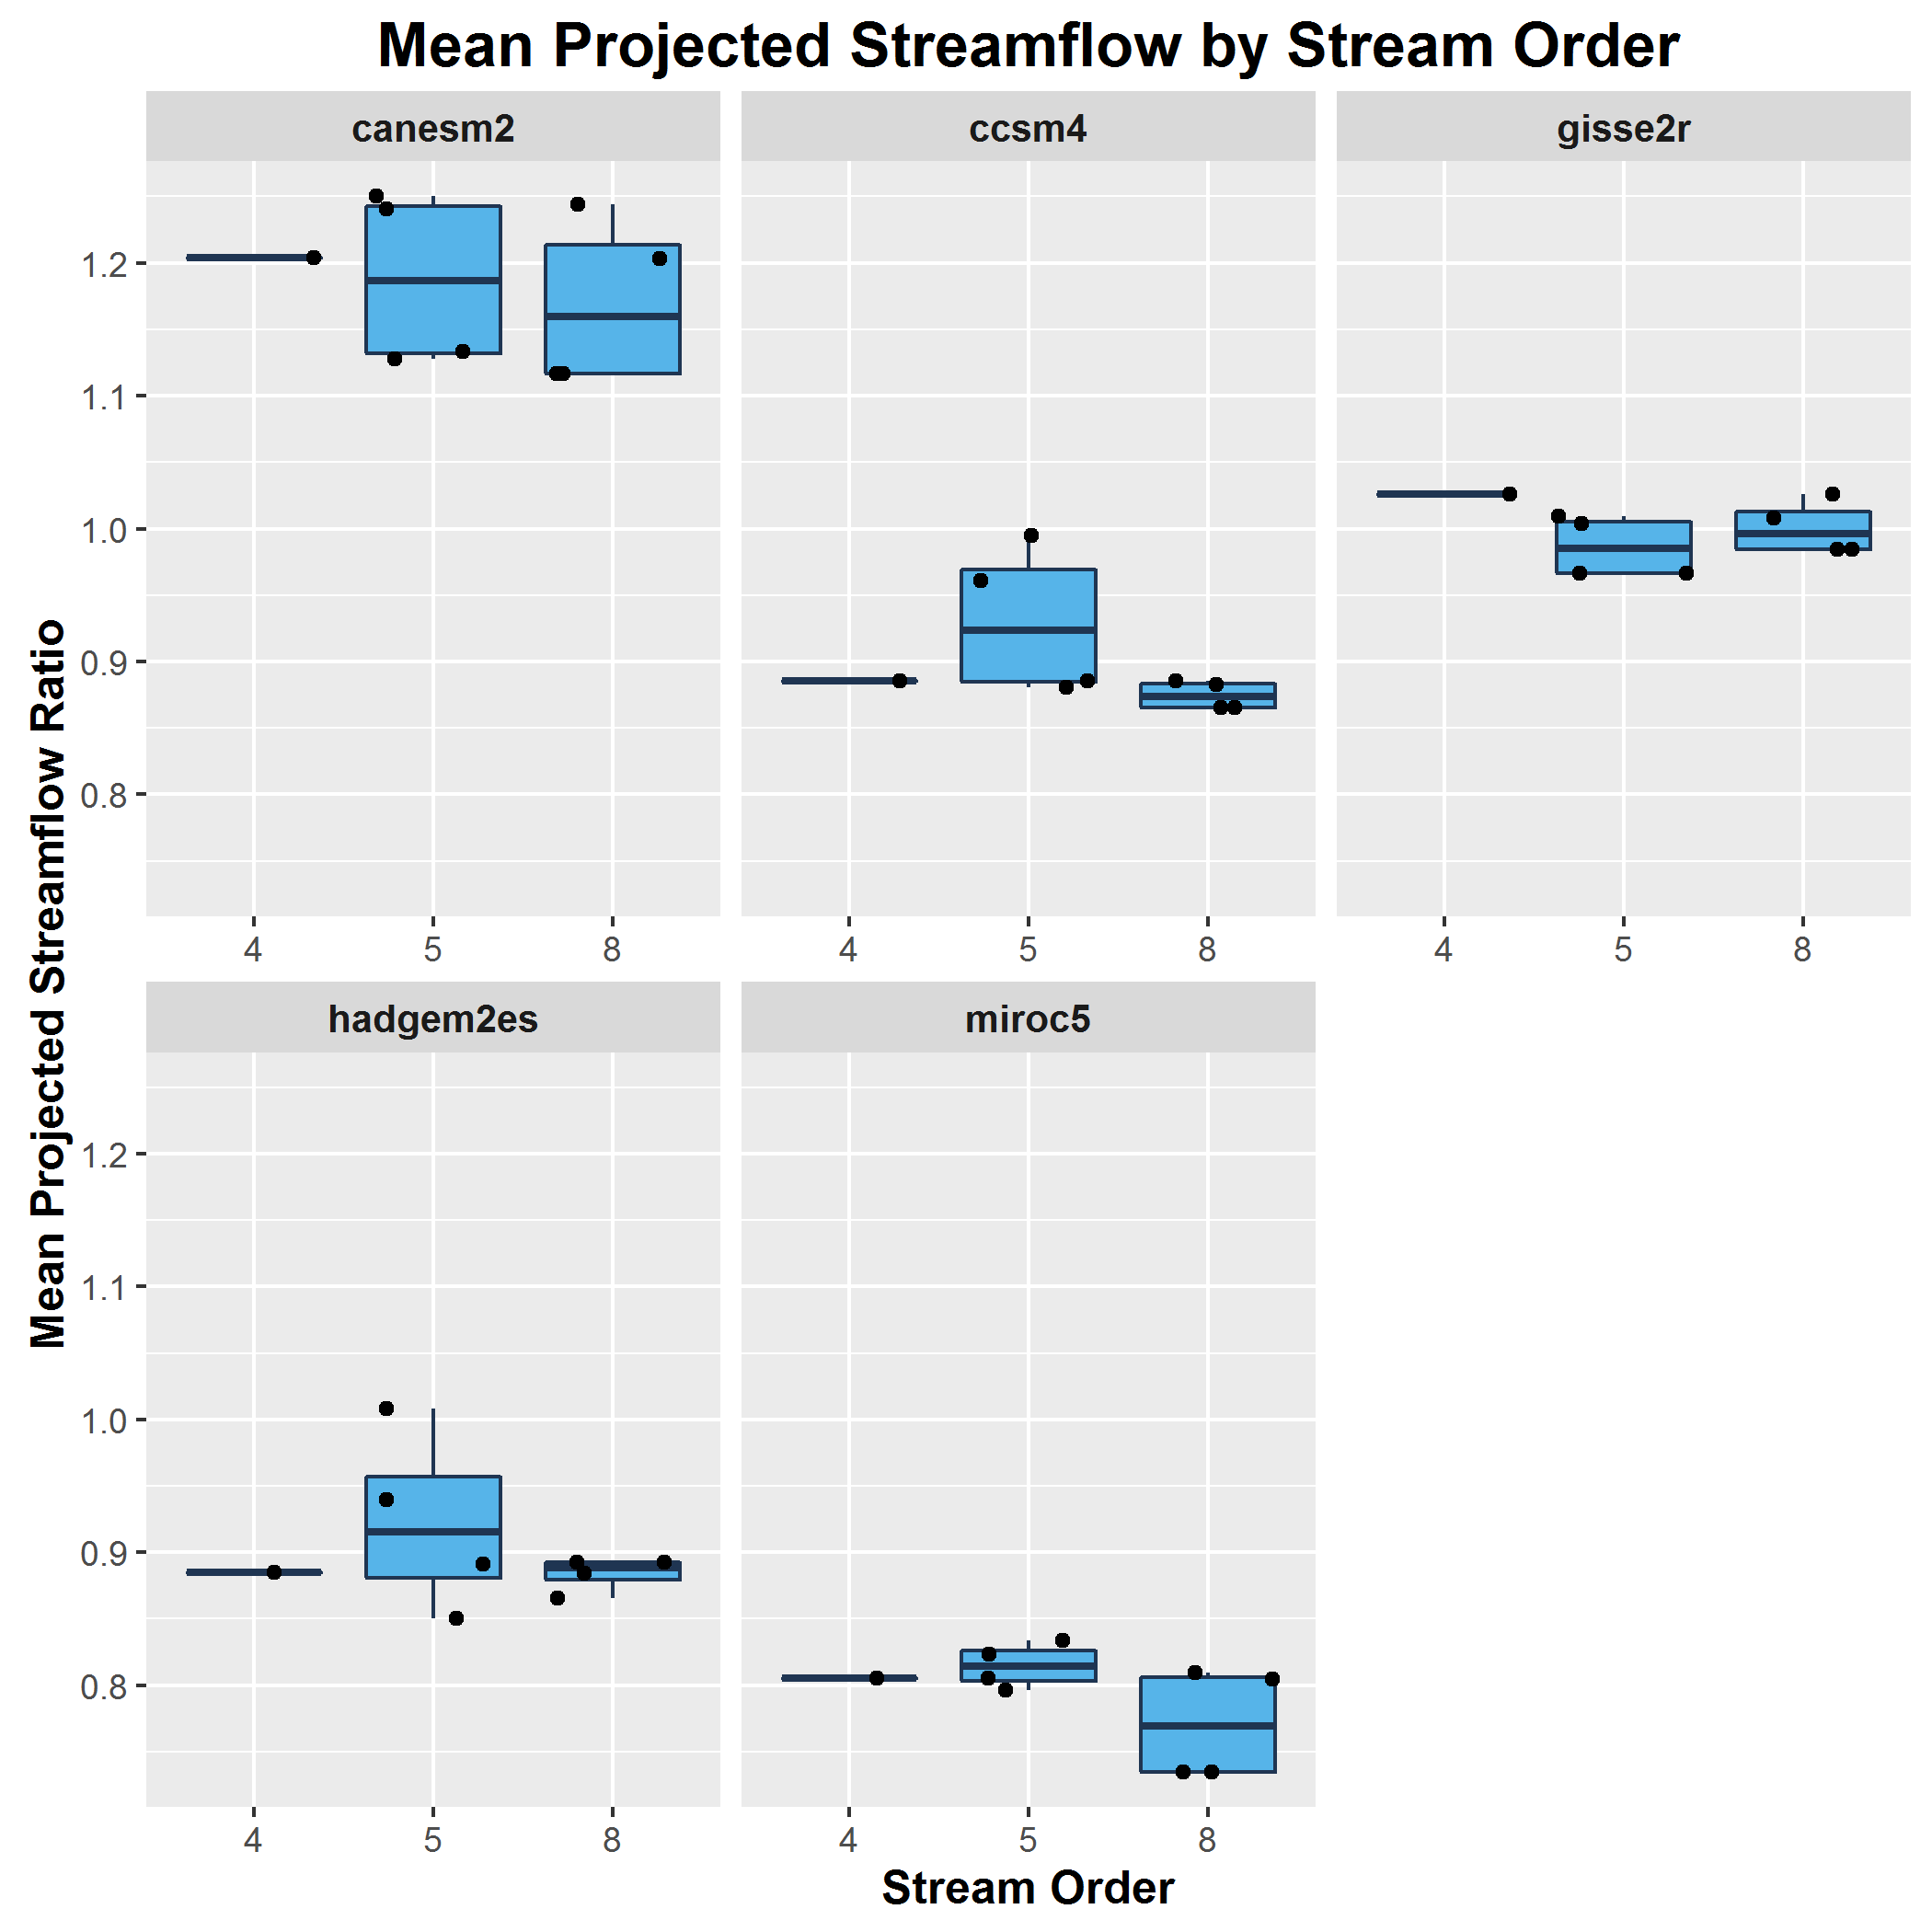 Mean Projected Streamflow by Stream Order
canesm2
ccsm4
gisse2r
1.2
1.1
1.0
0.9
0.8
4 5 8
4 5 8
4 5 8
Mean Projected Streamflow Ratio
hadgem2es
miroc5
1.2
1.1
1.0
0.9
0.8
4 5 8
4 5 8
Stream Order